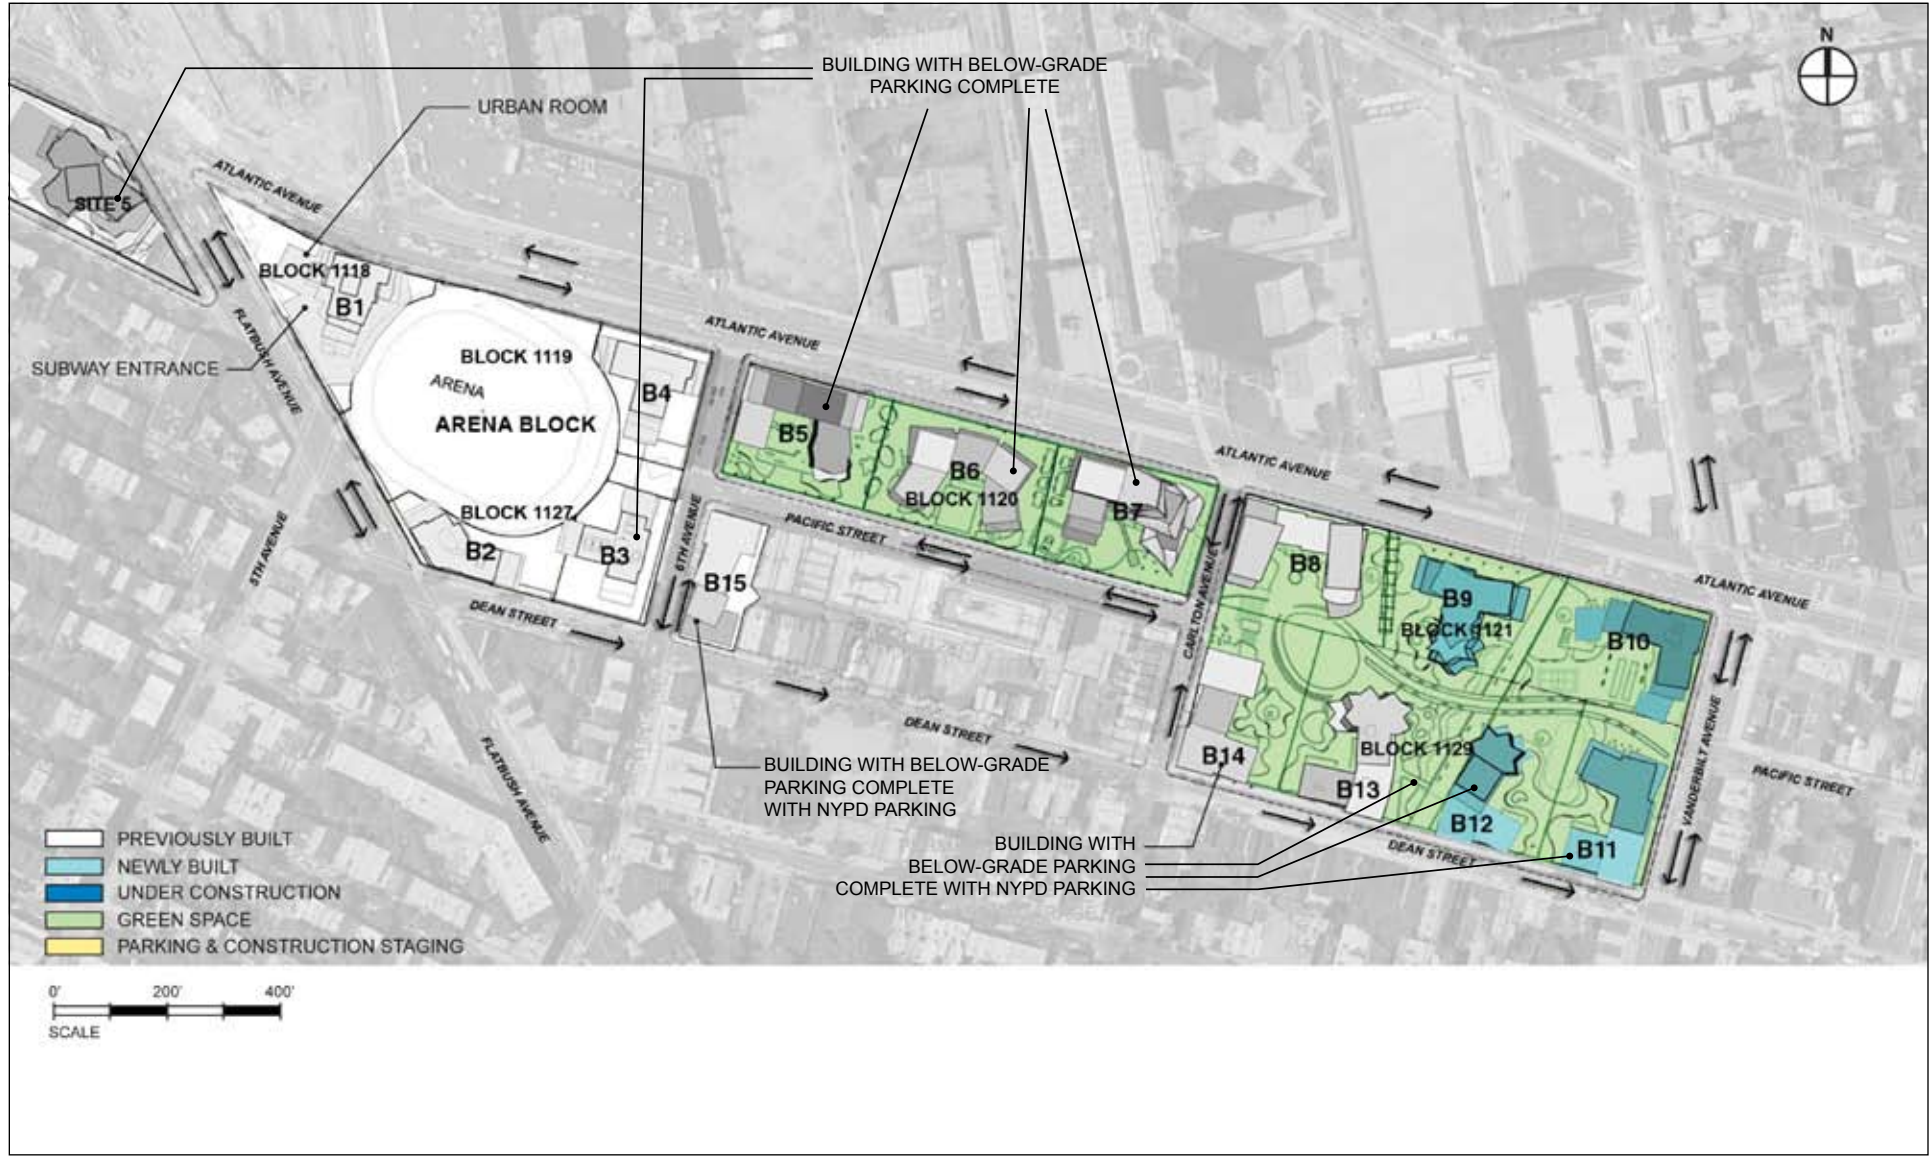 N
BUILDING WITH BELOW-GRADE
PARKING COMPLETE
URBAN ROOM
ATLANTIC AVENUE
SITE 5
BLOCK 1118
B1
SUBWAY ENTRANCE
FLATBUSH AVENUE
BLOCK 1119
ARENA
ARENA BLOCK
B4
BLOCK 1127
B2
B3
5TH AVENUE
6TH AVENUE
DEAN STREET
ATLANTIC AVENUE
B5
B6
BLOCK 1120
B7
PACIFIC STREET
B15
ATLANTIC AVENUE
CARLTON AVENUE
B8
B9
BLOCK 1121
B10
ATLANTIC AVENUE
VANDERBILT AVENUE
PACIFIC STREET
B14
BLOCK 1129
B13
B12
B11
DEAN STREET
DEAN STREET
FLATBUSH AVENUE
BUILDING WITH BELOW-GRADE
PARKING COMPLETE
WITH NYPD PARKING
BUILDING WITH
BELOW-GRADE PARKING
COMPLETE WITH NYPD PARKING
PREVIOUSLY BUILT
NEWLY BUILT
UNDER CONSTRUCTION
GREEN SPACE
PARKING & CONSTRUCTION STAGING
0' 200' 400'
SCALE